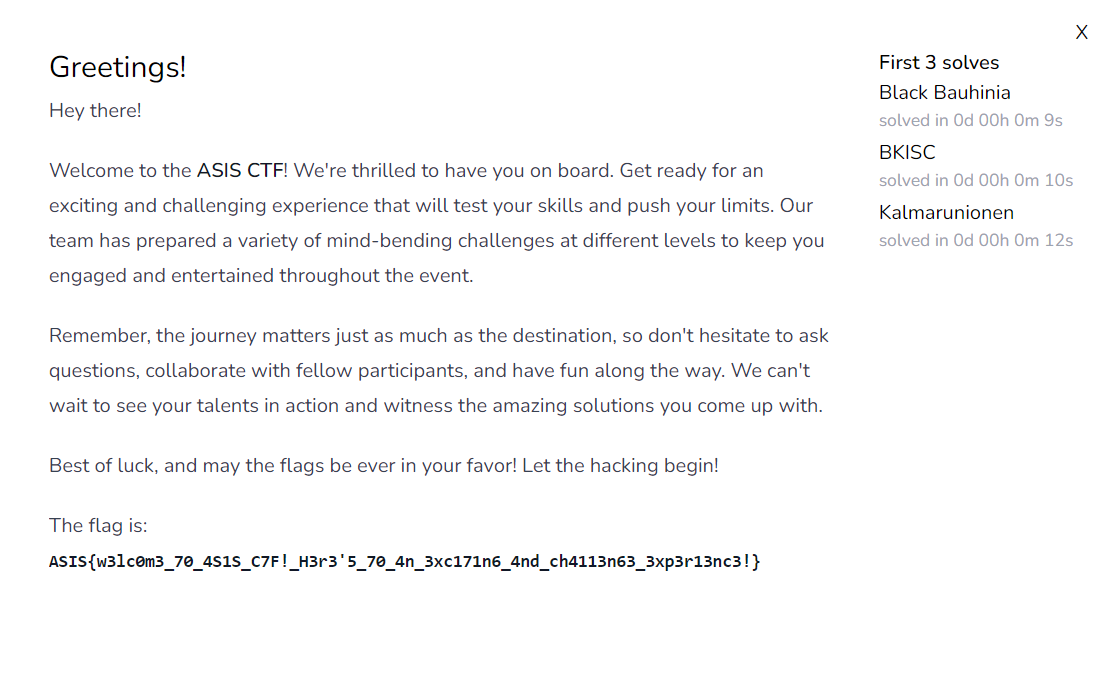 X
Greetings!
Hey there!
Welcome to the ASIS CTF! We're thrilled to have you on board. Get ready for an
exciting and challenging experience that will test your skills and push your limits. Our
team has prepared a variety of mind-bending challenges at different levels to keep you
engaged and entertained throughout the event.
Remember, the journey matters just as much as the destination, so don't hesitate to ask
questions, collaborate with fellow participants, and have fun along the way. We can't
wait to see your talents in action and witness the amazing solutions you come up with.
Best of luck, and may the flags be ever in your favor! Let the hacking begin!
The flag is:
ASIS{w3lc0m3_70_4S1S_C7F!_H3r3'5_70_4n_3xc171n6_4nd_ch4113n63_3xp3r13nc3!}
First 3 solves
Black Bauhinia
solved in 0d 00h 0m 9s
BKISC
solved in 0d 00h 0m 10s
Kalmarunionen
solved in 0d 00h 0m 12s